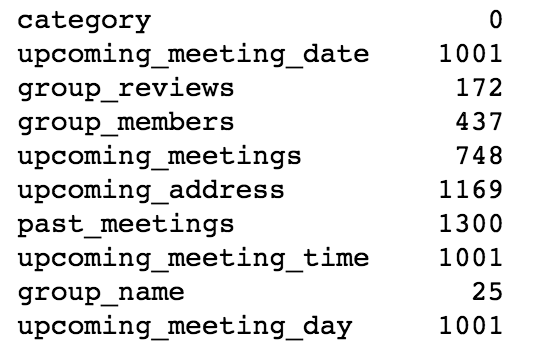 category 0
upcoming_meeting_date 1001
group_reviews 172
group_members 437
upcoming_meetings 748
upcoming_address 1169
past_meetings 1300
upcoming_meeting_time 1001
group_name 25
upcoming_meeting_day 1001